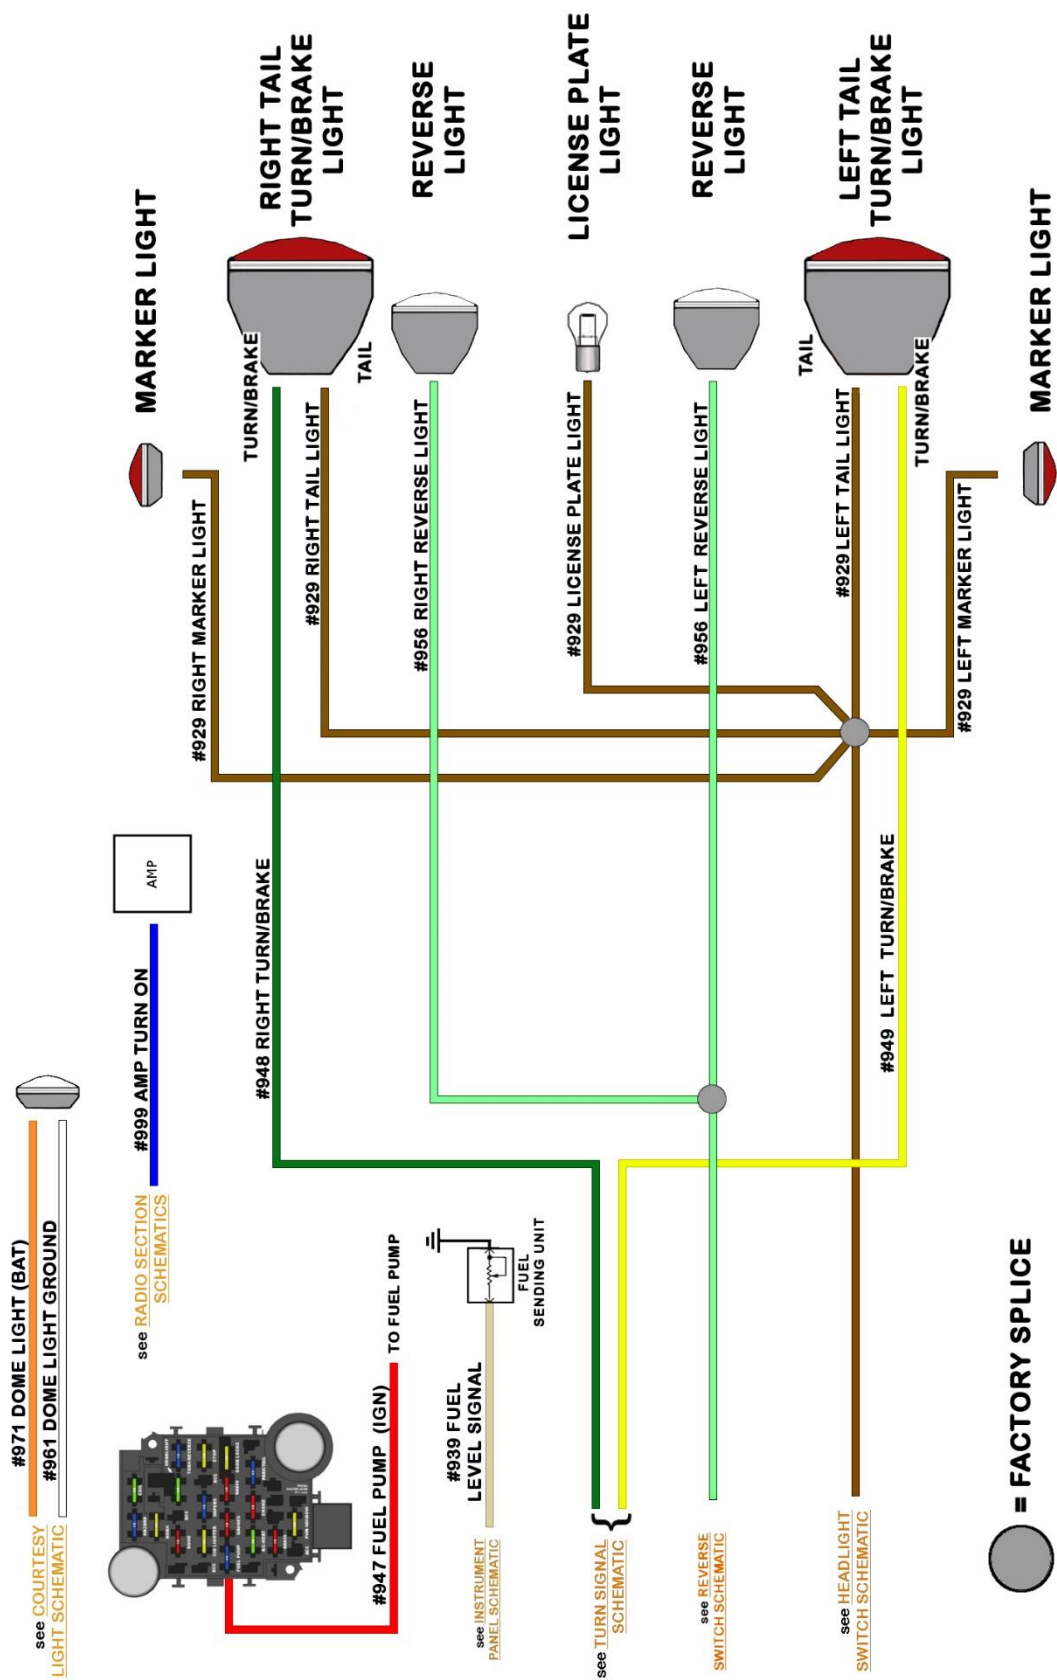 MARKER LIGHT
RIGHT TAIL
TURN/BRAKE
LIGHT
REVERSE
LIGHT
LICENSE PLATE
LIGHT
REVERSE
LIGHT
LEFT TAIL
TURN/BRAKE
LIGHT
MARKER LIGHT
TURN/BRAKE
TAIL
TAIL
TURN/BRAKE
#929 RIGHT MARKER LIGHT
#929 RIGHT TAIL LIGHT
#956 RIGHT REVERSE LIGHT
#929 LICENSE PLATE LIGHT
#956 LEFT REVERSE LIGHT
#929 LEFT TAIL LIGHT
#929 LEFT MARKER LIGHT
AMP
#999 AMP TURN ON
see RADIO SECTION
SCHEMATICS
#948 RIGHT TURN/BRAKE
#949 LEFT TURN/BRAKE
#971 DOME LIGHT (BAT)
#961 DOME LIGHT GROUND
see COURTESY
LIGHT SCHEMATIC
#947 FUEL PUMP (IGN)
TO FUEL PUMP
FUEL
SENDING UNIT
#939 FUEL
LEVEL SIGNAL
see INSTRUMENT
PANEL SCHEMATIC
see TURN SIGNAL
SCHEMATIC
see REVERSE
SWITCH SCHEMATIC
see HEADLIGHT
SWITCH SCHEMATIC
= FACTORY SPLICE